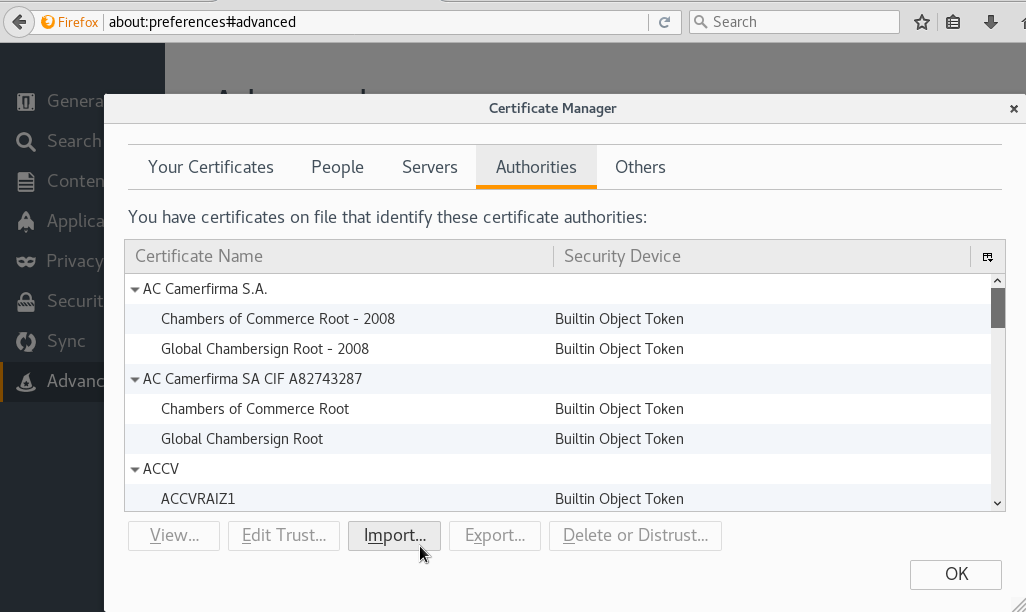 Firefox about:preferences#advanced Search
Genera
Search
Conten
Applica
Privacy
Securit
Sync
Advanc
Certificate Manager
Your Certificates People Servers Authorities Others
You have certificates on file that identify these certificate authorities:
Certificate Name Security Device
AC Camerfirma S.A.
Chambers of Commerce Root - 2008 Builtin Object Token
Global Chambersign Root - 2008 Builtin Object Token
AC Camerfirma SA CIF A82743287
Chambers of Commerce Root Builtin Object Token
Global Chambersign Root Builtin Object Token
ACCV
ACCVRAIZ1 Builtin Object Token
View... Edit Trust... Import... Export... Delete or Distrust...
OK